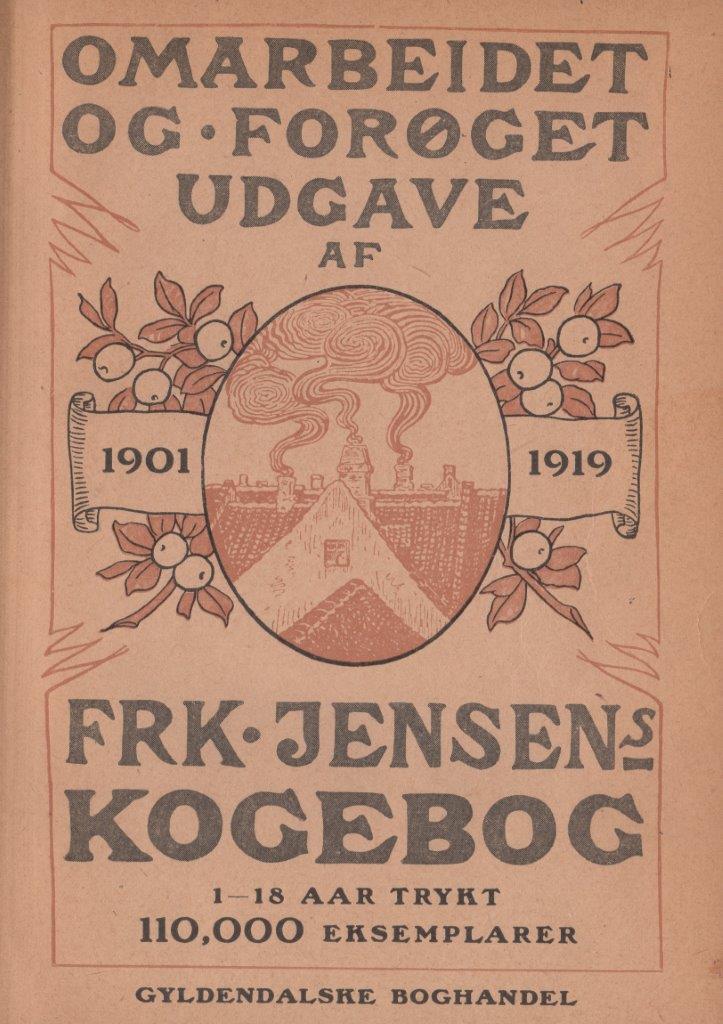 OMARBEIDET
OG · FORØGET
UDGAVE
AF
1901
1919
FRK · JENSENS
KOGEBOG
1—18 AAR TRYKT
110,000 EKSEMPLARER
GYLDENDALSKE BOGHANDEL